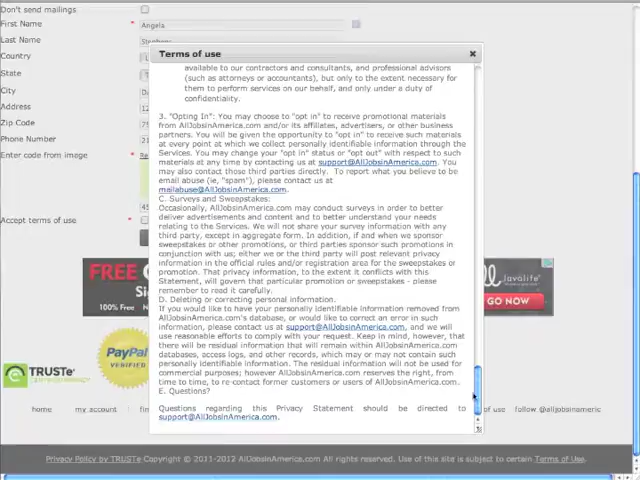 Don't send mailings
First Name * Angela
Last Name * Stephens
Country *
State *
City *
Address *
Zip Code *
Phone Number *
Enter code from image *
Accept terms of use *
Terms of use
available to our contractors and consultants, and professional advisors
(such as attorneys or accountants), but only to the extent necessary for
them to perform services on our behalf, and only under a duty of
confidentiality.
3. "Opting In": You may choose to "opt in" to receive promotional materials
from AllJobsinAmerica.com and/or its affiliates, advertisers, or other business
partners. You will be given the opportunity to "opt in" to receive such materials
at every point at which we collect personally identifiable information through the
Services. You may change your "opt in" status or "opt out" with respect to such
materials at any time by contacting us at support@AllJobsinAmerica.com. You
may also contact those third parties directly. To report what you believe to be
email abuse (ie, "spam"), please contact us at
mailabuse@AllJobsinAmerica.com.
C. Surveys and Sweepstakes:
Occasionally, AllJobsinAmerica.com may conduct surveys in order to better
deliver advertisements and content and to better understand your needs
relating to the Services. We will not share your survey information with any
third party, except in aggregate form. In addition, if and when we sponsor
sweepstakes or other promotions, or third parties sponsor such promotions in
conjunction with us; either we or the third party will post relevant privacy
information in the official rules and/or registration area for the sweepstakes or
promotion. That privacy information, to the extent it conflicts with this
Statement, will govern that particular promotion or sweepstakes - please
remember to read it carefully.
D. Deleting or correcting personal information.
If you would like to have your personally identifiable information removed from
AllJobsinAmerica.com's database, or would like to correct an error in such
information, please contact us at support@AllJobsinAmerica.com, and we will
use reasonable efforts to comply with your request. Keep in mind, however, that
there will be residual information that will remain within AllJobsinAmerica.com
databases, access logs, and other records, which may or may not contain such
personally identifiable information. The residual information will not be used for
commercial purposes; however AllJobsinAmerica.com reserves the right, from
time to time, to re-contact former customers or users of AllJobsinAmerica.com.
E. Questions?
Questions regarding this Privacy Statement should be directed to
support@AllJobsinAmerica.com.
FREE
100% Free
Javalife
GO NOW
TRUSTe
PayPal
VERIFIED
home my account of use follow @alljobsinameric
Privacy Policy by TRUSTe Copyright © 2011-2012 AllJobsinAmerica.com All rights reserved. Use of this site is subject to certain Terms of Use.